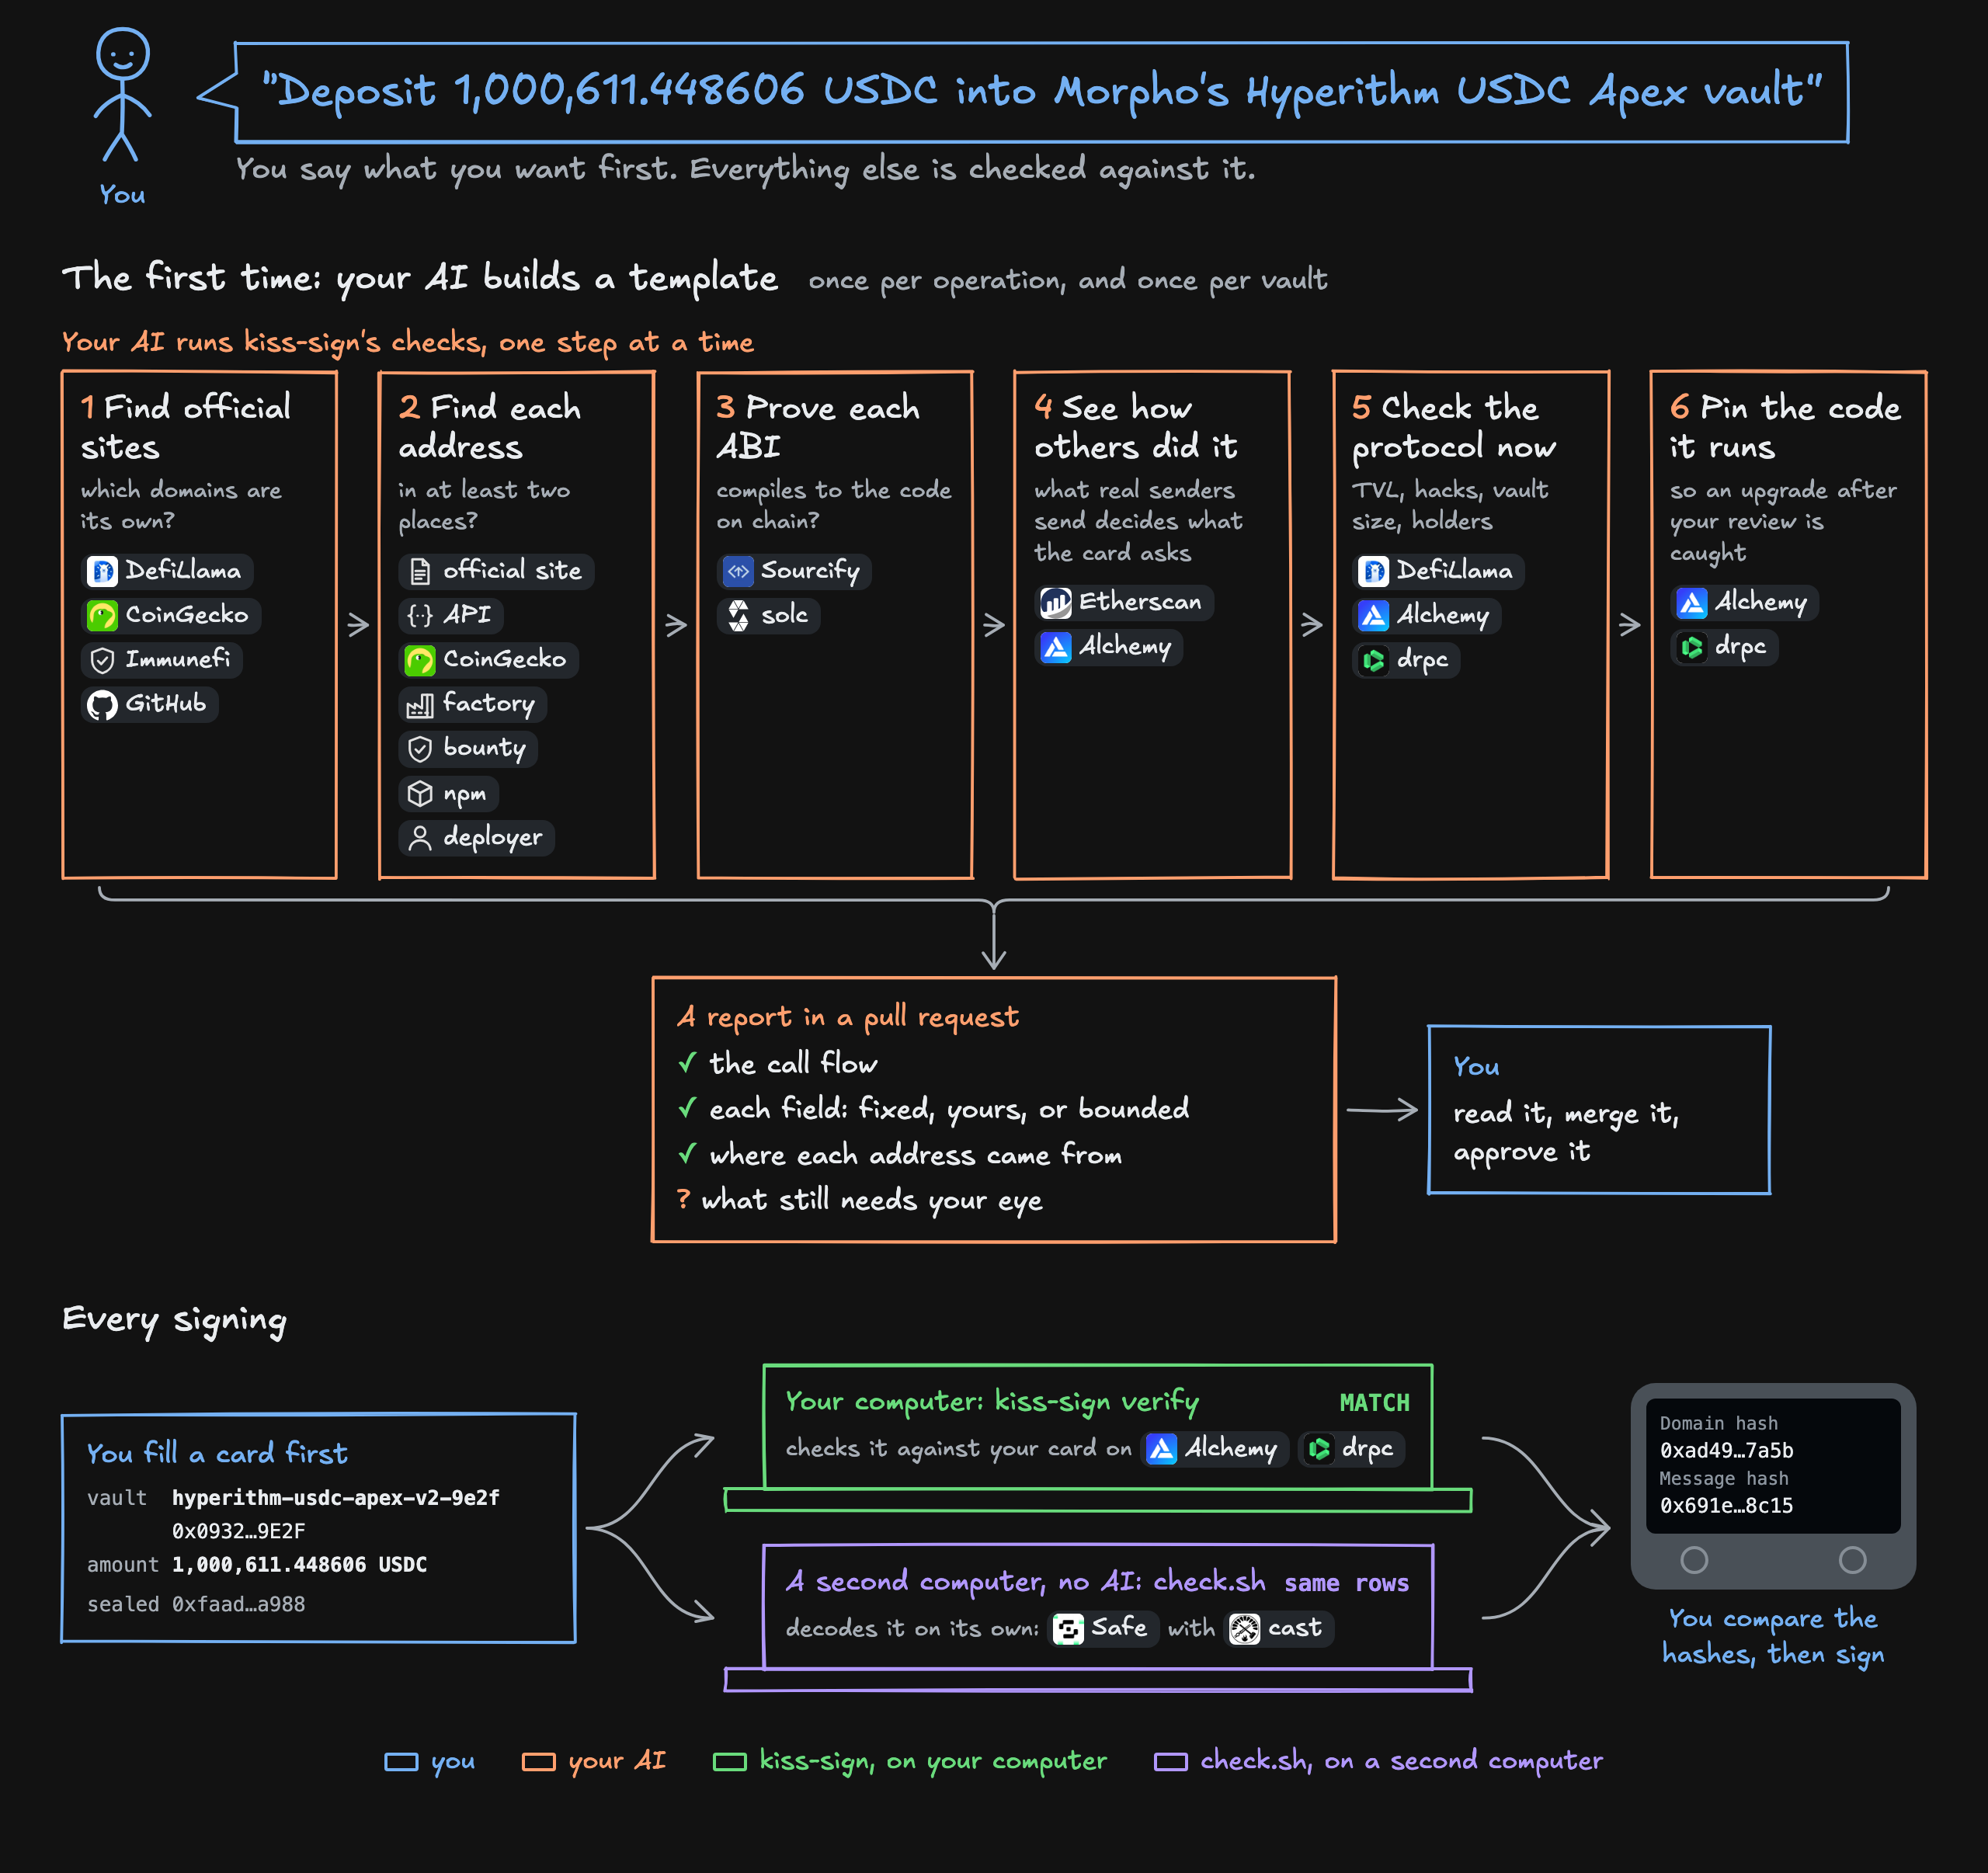 "Deposit 1,000,611.448606 USDC into Morpho's Hyperithm USDC Apex vault"
You say what you want first. Everything else is checked against it.
You
The first time: your AI builds a template once per operation, and once per vault
Your AI runs kiss-sign's checks, one step at a time
1 Find official
sites
which domains are
its own?
DefiLlama
CoinGecko
Immunefi
GitHub
2 Find each
address
in at least two
places?
official site
API
CoinGecko
factory
bounty
npm
deployer
3 Prove each
ABI
compiles to the code
on chain?
Sourcify
solc
4 See how
others did it
what real senders
send decides what
the card asks
Etherscan
Alchemy
5 Check the
protocol now
TVL, hacks, vault
size, holders
DefiLlama
Alchemy
drpc
6 Pin the code
it runs
so an upgrade after
your review is
caught
Alchemy
drpc
A report in a pull request
✓ the call flow
✓ each field: fixed, yours, or bounded
✓ where each address came from
? what still needs your eye
You
read it, merge it,
approve it
Every signing
You fill a card first
vault hyperithm-usdc-apex-v2-9e2f
0x0932…9E2F
amount 1,000,611.448606 USDC
sealed 0xfaad…a988
Your computer: kiss-sign verify MATCH
checks it against your card on Alchemy drpc
A second computer, no AI: check.sh same rows
decodes it on its own: Safe with cast
Domain hash
0xad49…7a5b
Message hash
0x691e…8c15
You compare the
hashes, then sign
you your AI kiss-sign, on your computer check.sh, on a second computer